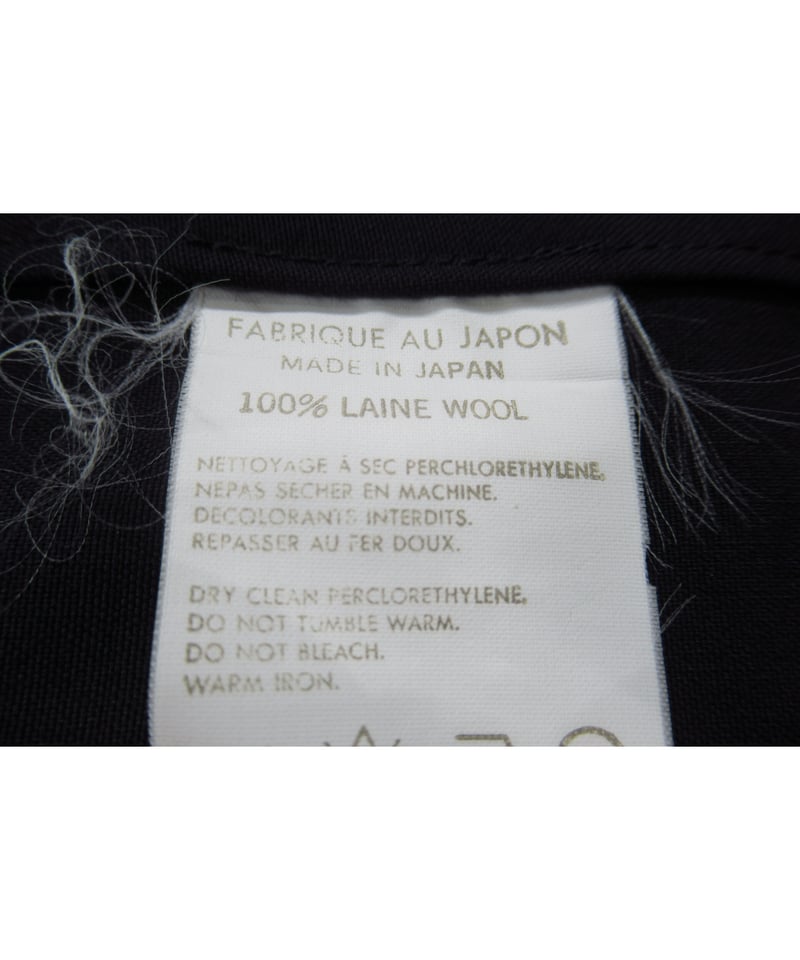 FABRIQUE AU JAPON
MADE IN JAPAN
100% LAINE WOOL
NETTOYAGE À SEC PERCHLORETHYLENE.
NEPAS SECHER EN MACHINE.
DECOLORANTS INTERDITS.
REPASSER AU FER DOUX.
DRY CLEAN PERCLORETHYLENE.
DO NOT TUMBLE WARM.
DO NOT BLEACH.
WARM IRON.